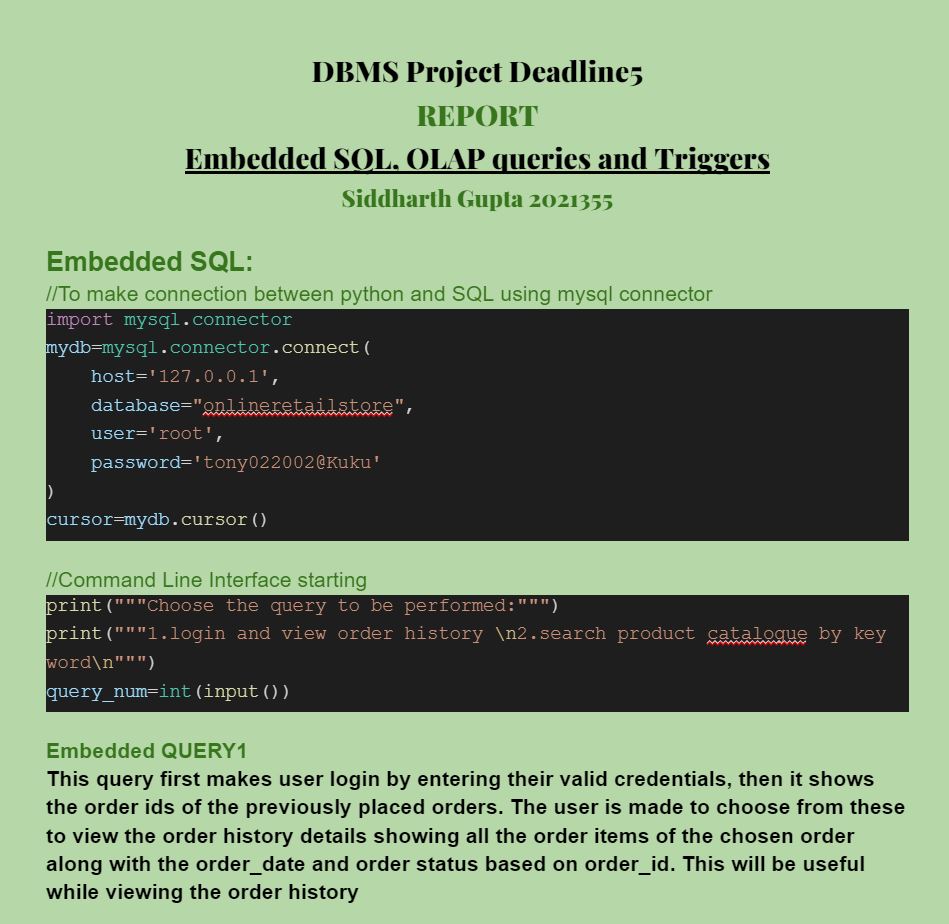 DBMS Project Deadline5
REPORT
Embedded SQL, OLAP queries and Triggers
Siddharth Gupta 2021355
Embedded SQL:
//To make connection between python and SQL using mysql connector
import mysql.connector
mydb=mysql.connector.connect(
    host='127.0.0.1',
    database="onlineretailstore",
    user='root',
    password='tony022002@Kuku'
)
cursor=mydb.cursor()
//Command Line Interface starting
print("""Choose the query to be performed:""")
print("""1.login and view order history \n2.search product catalogue by key
word\n""")
query_num=int(input())
Embedded QUERY1
This query first makes user login by entering their valid credentials, then it shows
the order ids of the previously placed orders. The user is made to choose from these
to view the order history details showing all the order items of the chosen order
along with the order_date and order status based on order_id. This will be useful
while viewing the order history